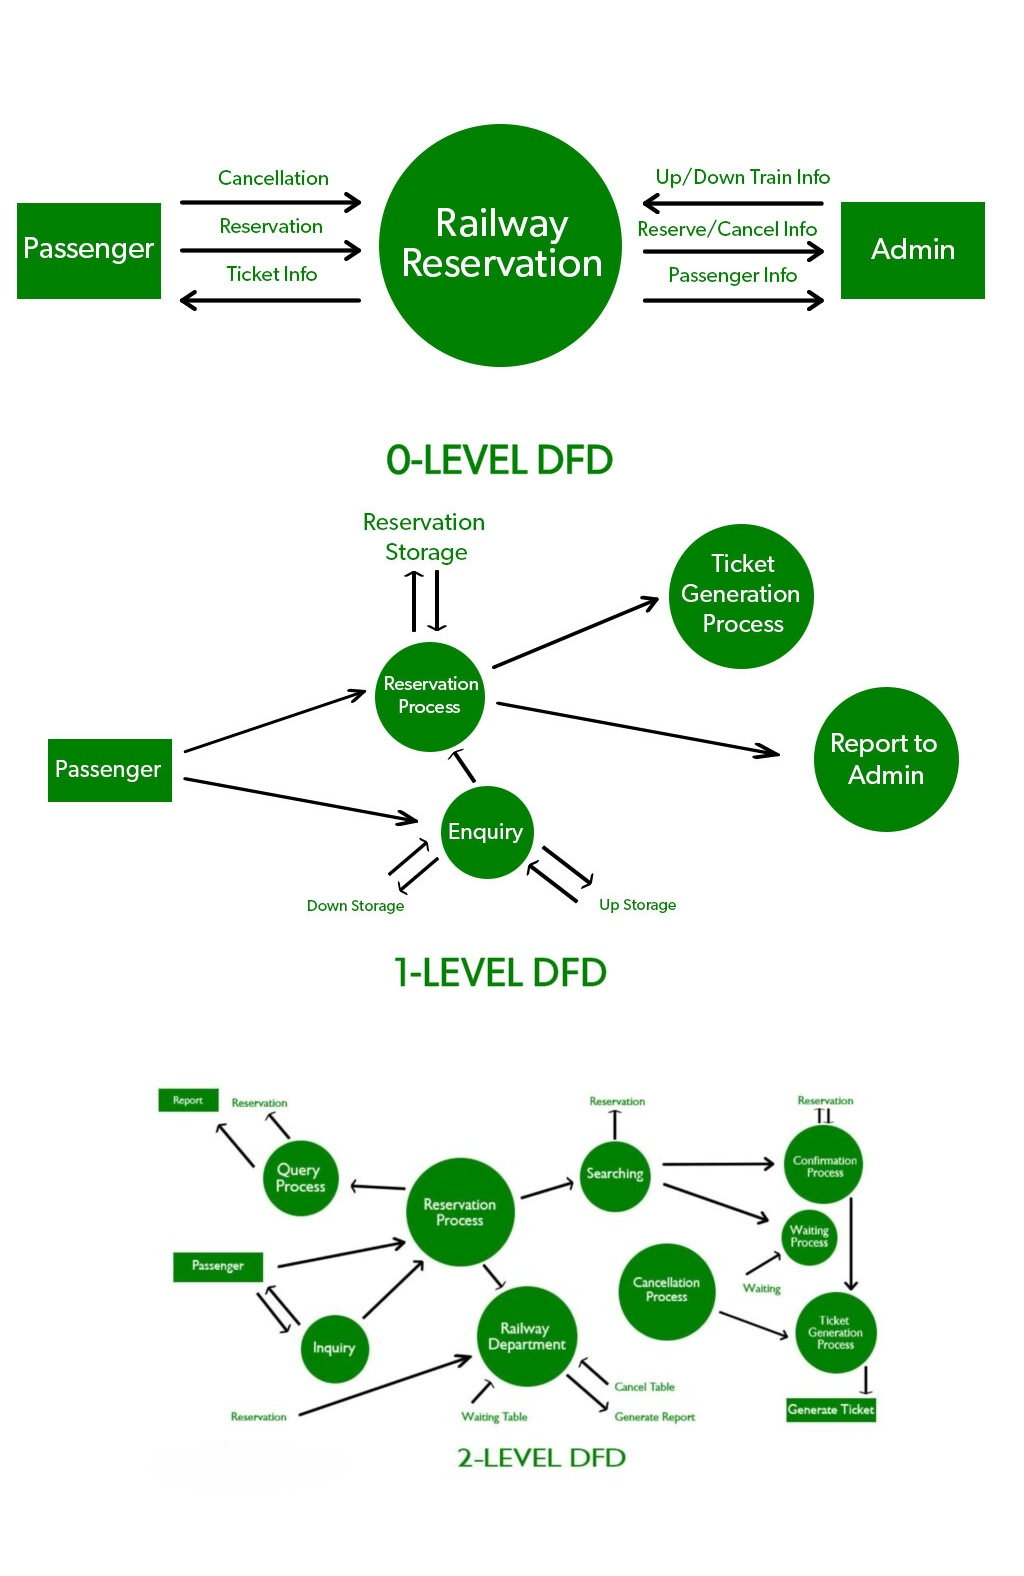 Cancellation
Reservation
Ticket Info
Passenger
Railway
Reservation
Up/Down Train Info
Reserve/Cancel Info
Passenger Info
Admin
0-LEVEL DFD
Reservation
Storage
Ticket
Generation
Process
Reservation
Process
Report to
Admin
Passenger
Enquiry
Down Storage
Up Storage
1-LEVEL DFD
Report
Reservation
Reservation
Reservation
Query
Process
Reservation
Process
Searching
Confirmation
Process
Waiting
Process
Passenger
Cancellation
Process
Waiting
Inquiry
Railway
Department
Ticket
Generation
Process
Cancel Table
Reservation
Waiting Table
Generate Report
Generate Ticket
2-LEVEL DFD